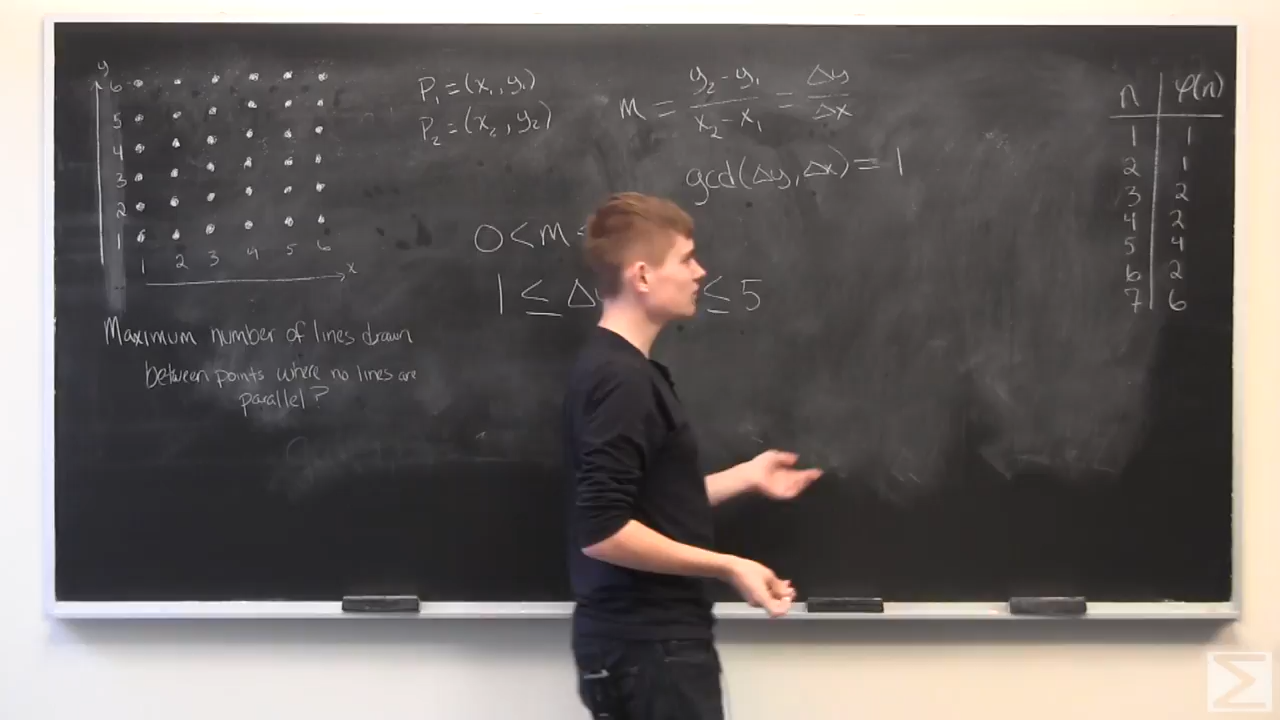 y
6
5
4
3
2
1
1 2 3 4 5 6
x
Maximum number of lines drawn
between points where no lines are
parallel?
P₁ = (x₁, y₁)
P₂ = (x₂, y₂)
m = y₂ - y₁ / x₂ - x₁ = Δy / Δx
gcd(Δy, Δx) = 1
0 < m
1 ≤ Δ ≤ 5
n φ(n)
1 1
2 1
3 2
4 2
5 4
6 2
7 6
Σ